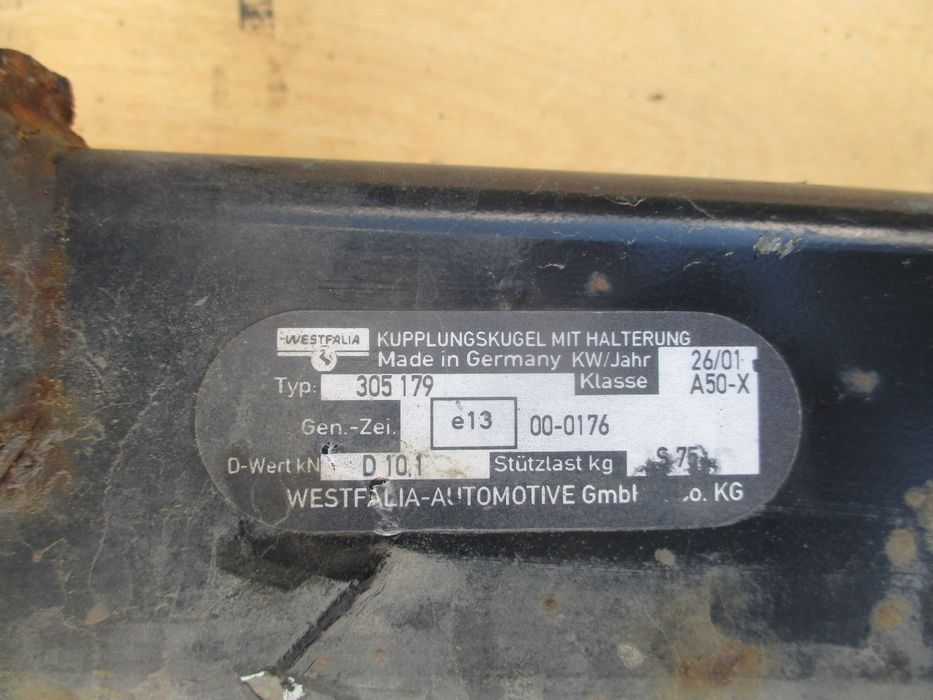 WESTFALIA KUPPLUNGSKUGEL MIT HALTERUNG
Made in Germany KW/Jahr 26/01
Typ: 305 179 Klasse A50-X
Gen.-Zei. e13 00-0176
D-Wert kN D 10,1 Stützlast kg S 75
WESTFALIA-AUTOMOTIVE KG